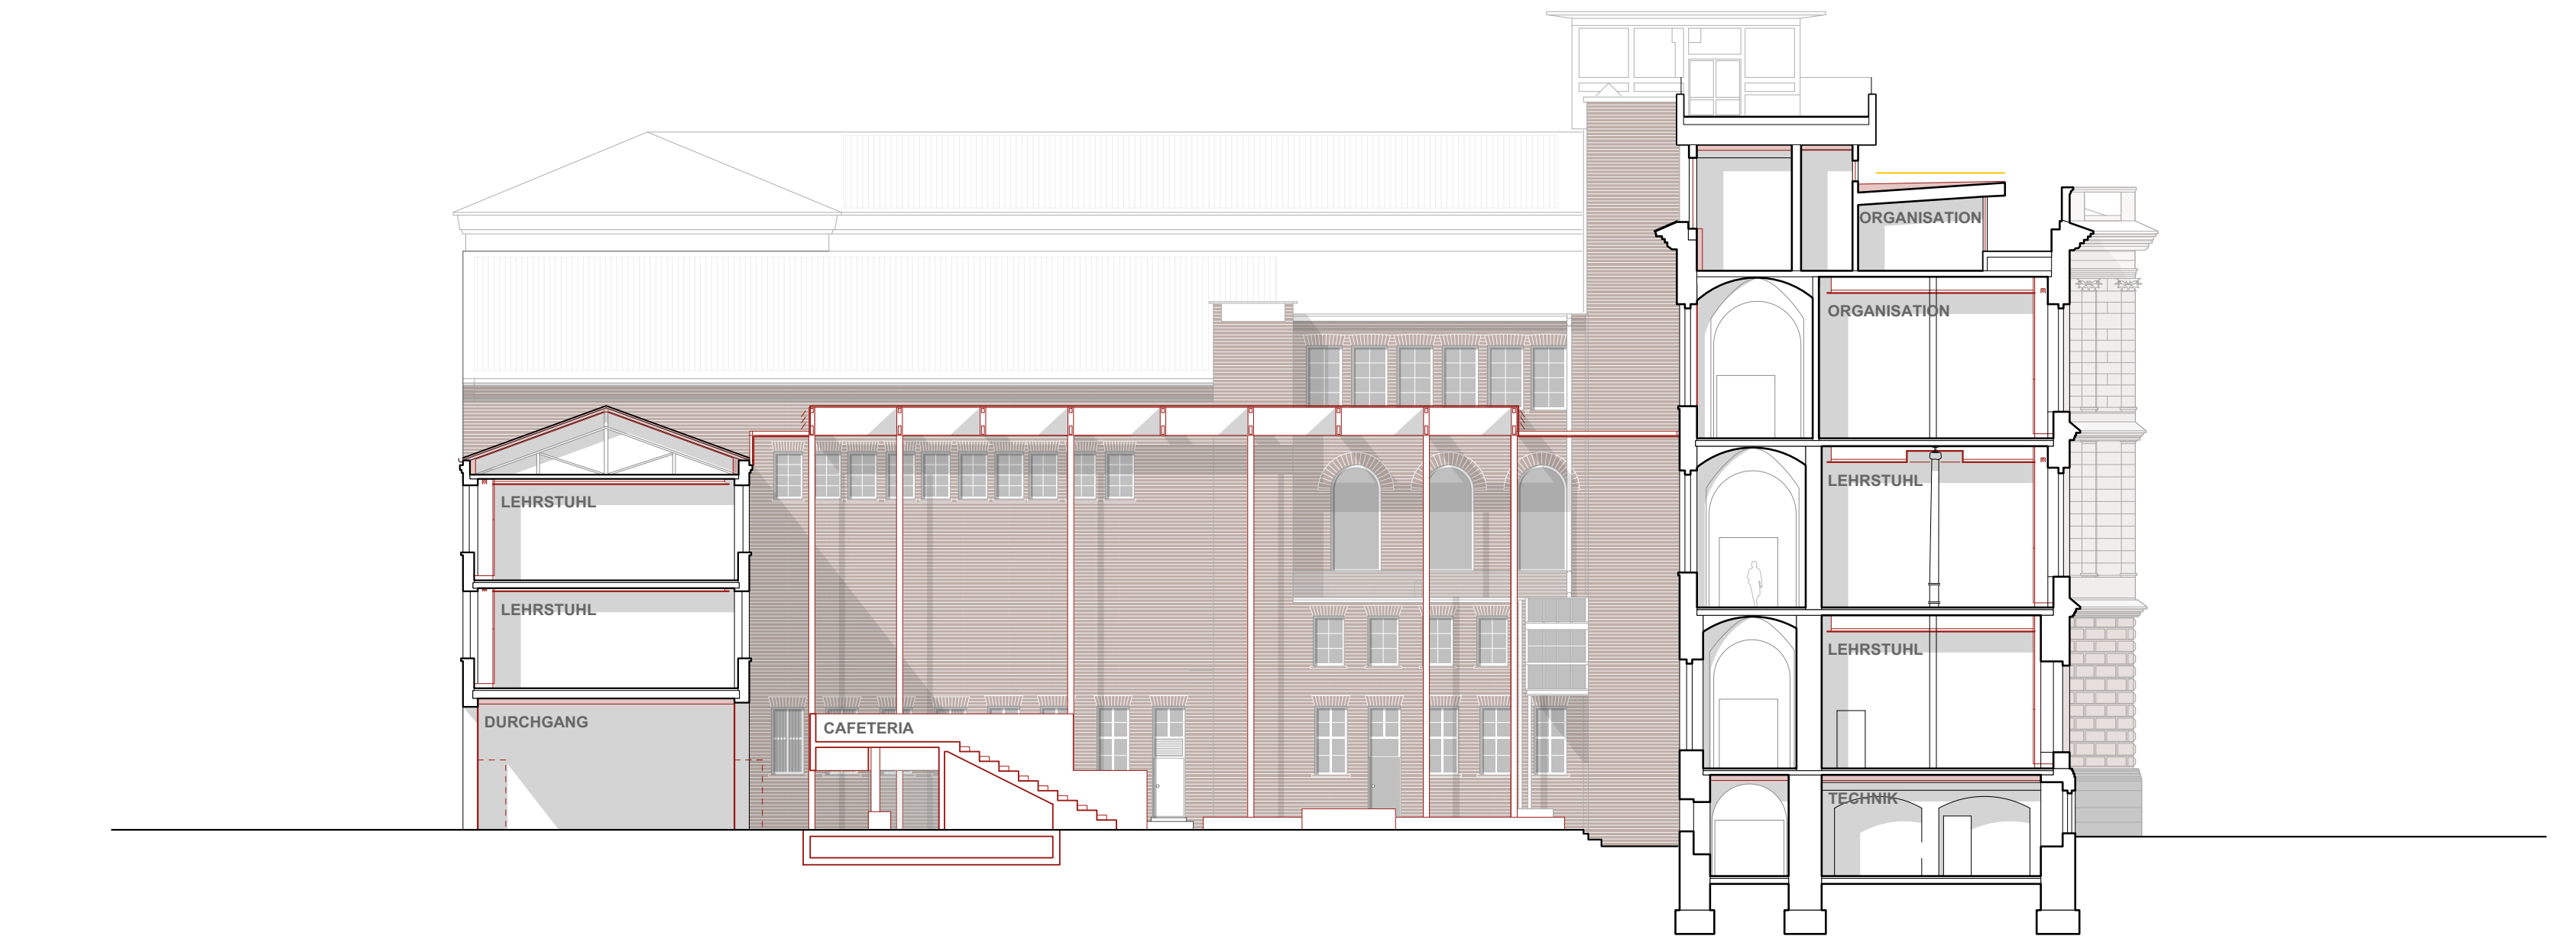 ORGANISATION
ORGANISATION
LEHRSTUHL
LEHRSTUHL
LEHRSTUHL
LEHRSTUHL
DURCHGANG
CAFETERIA
TECHNIK